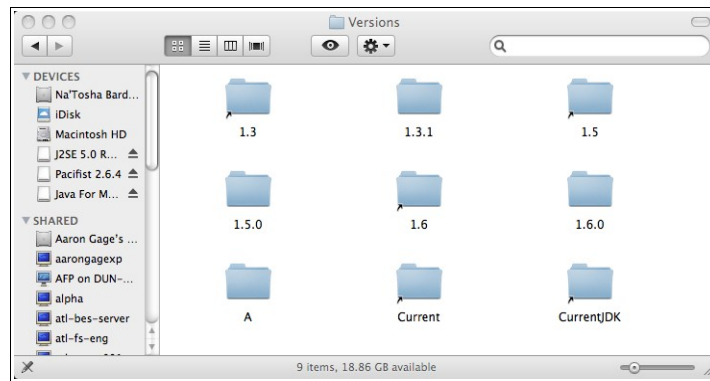 Versions
DEVICES
Na'Tosha Bard...
iDisk
Macintosh HD
J2SE 5.0 R...
Pacifist 2.6.4
Java For M...
SHARED
Aaron Gage's ...
aarongagexp
AFP on DUN-...
alpha
atl-bes-server
atl-fs-eng
1.3
1.3.1
1.5
1.5.0
1.6
1.6.0
A
Current
CurrentJDK
9 items, 18.86 GB available